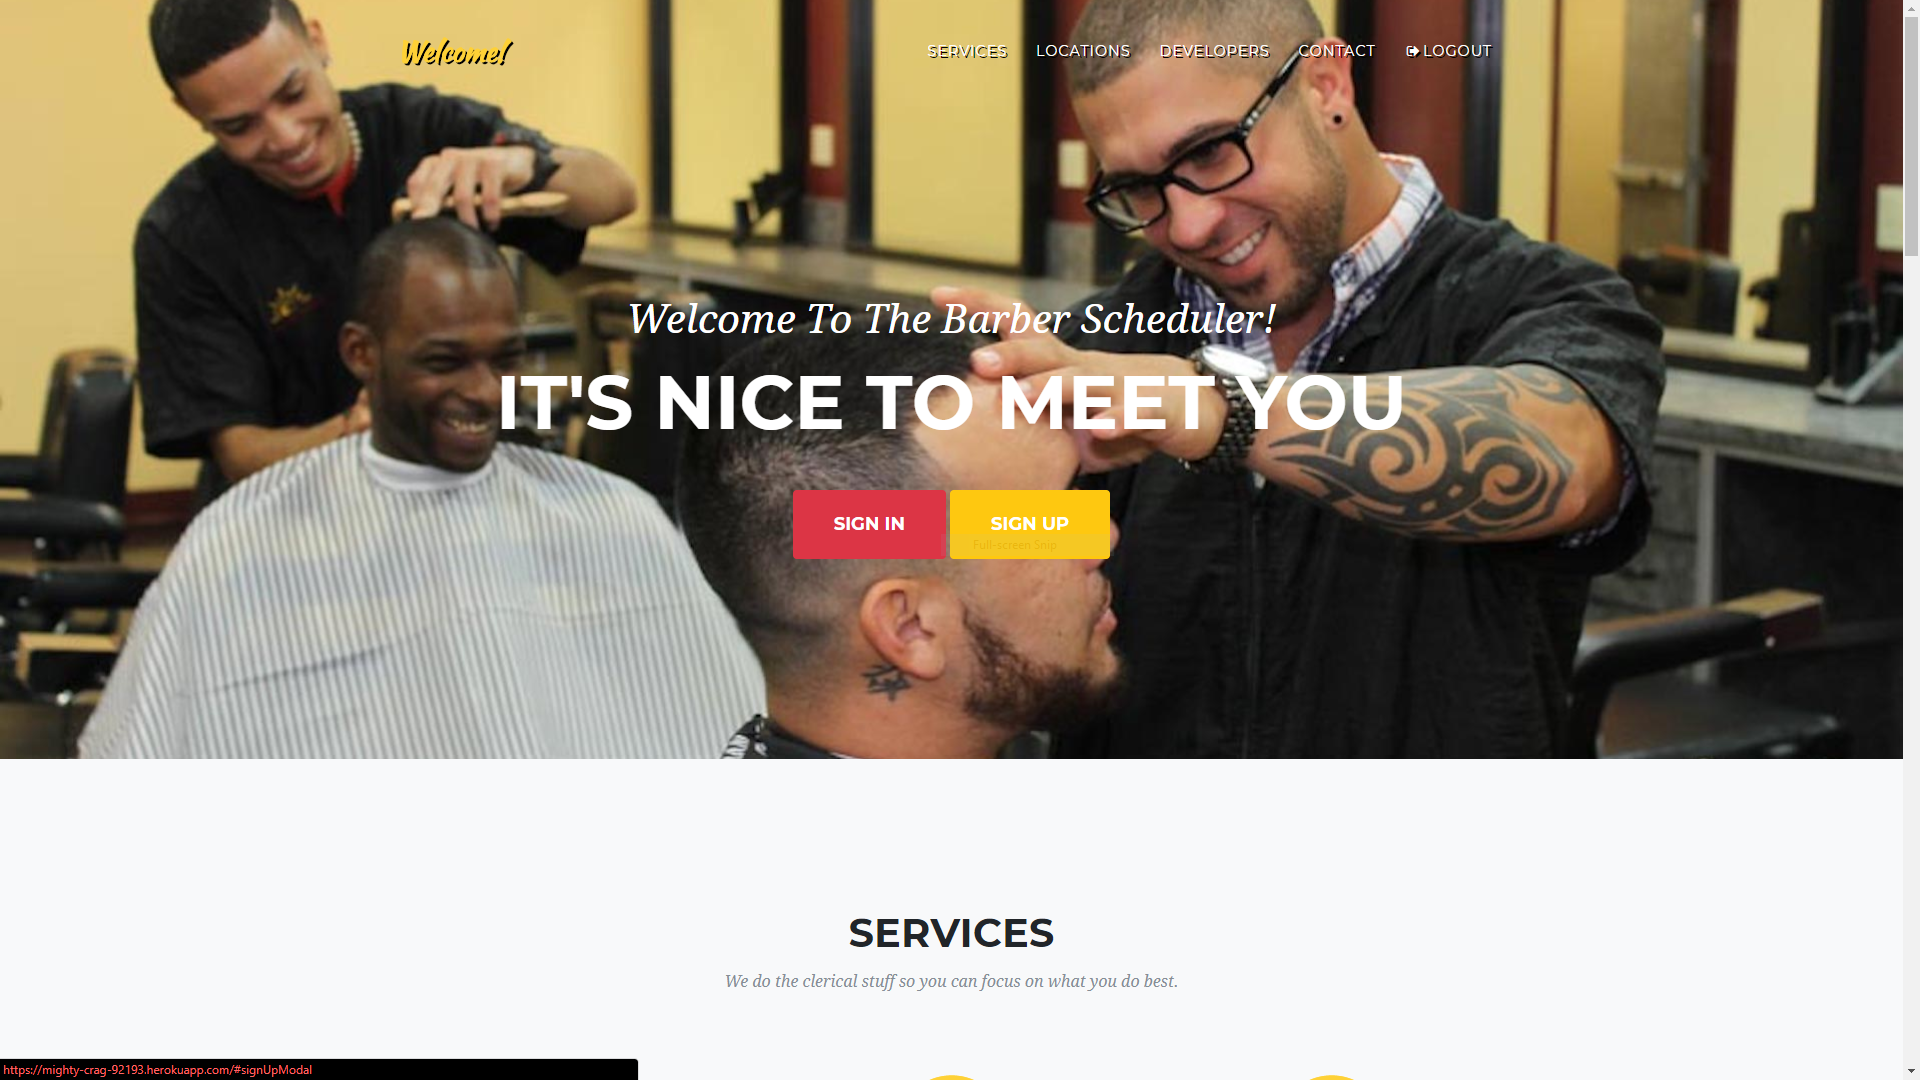 Welcome!
SERVICES LOCATIONS DEVELOPERS CONTACT LOGOUT
Welcome To The Barber Scheduler!
IT'S NICE TO MEET YOU
SIGN IN SIGN UP
Full-screen Snip
SERVICES
We do the clerical stuff so you can focus on what you do best.
https://mighty-crag-92193.herokuapp.com/#signUpModal